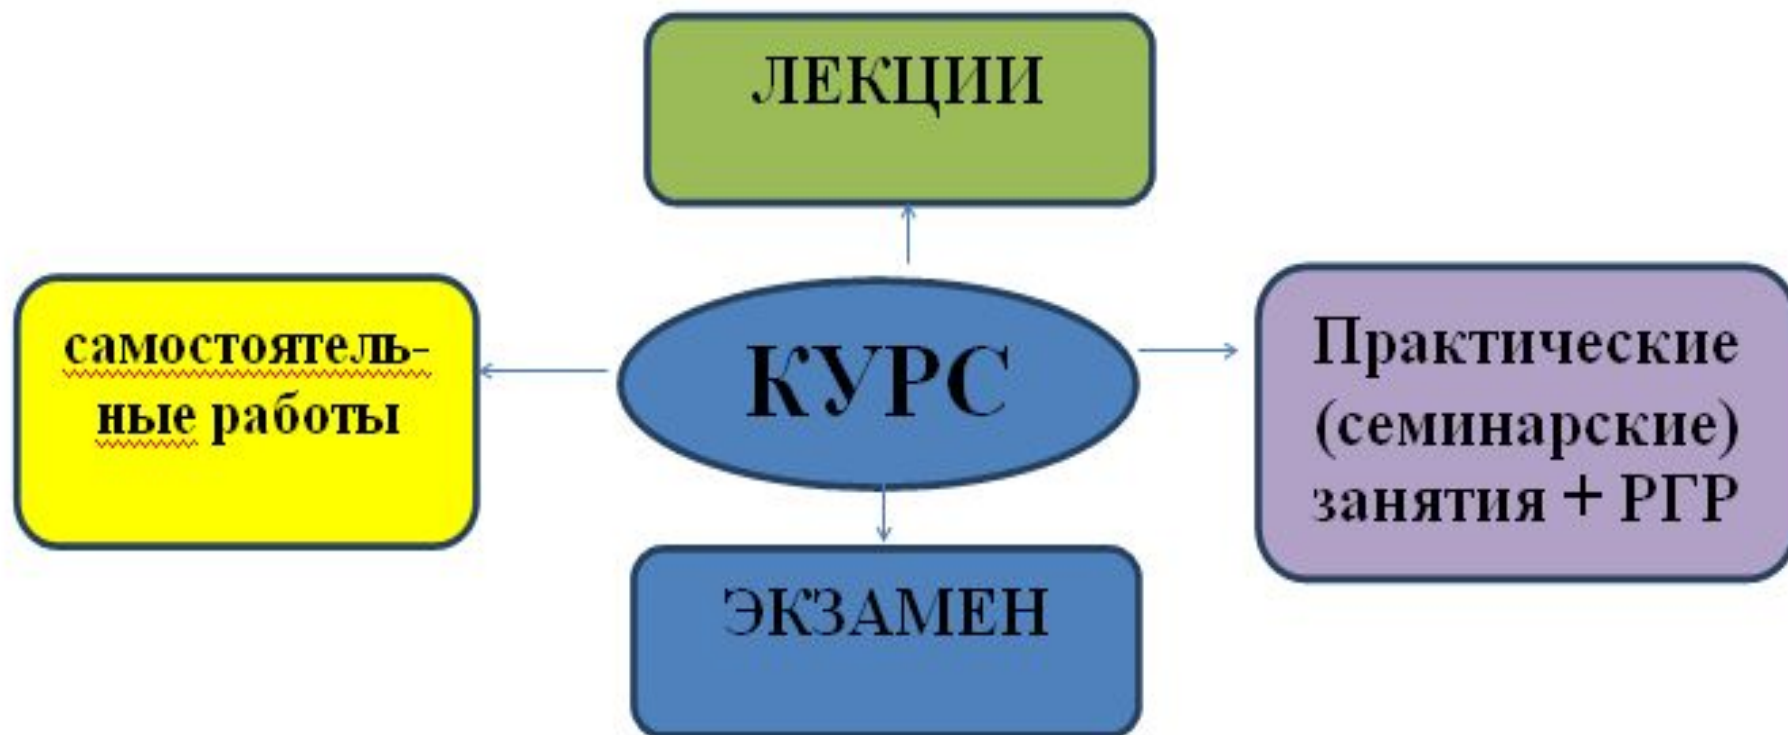 ЛЕКЦИИ
самостоятель-
ные работы
КУРС
Практические
(семинарские)
занятия + РГР
ЭКЗАМЕН